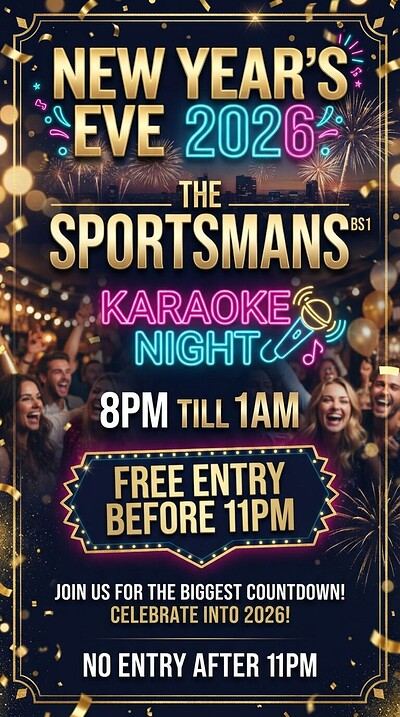 NEW YEAR'S
EVE 2026
THE
SPORTSMANS BS1
KARAOKE
NIGHT
8PM TILL 1AM
FREE ENTRY
BEFORE 11PM
JOIN US FOR THE BIGGEST COUNTDOWN!
CELEBRATE INTO 2026!
NO ENTRY AFTER 11PM